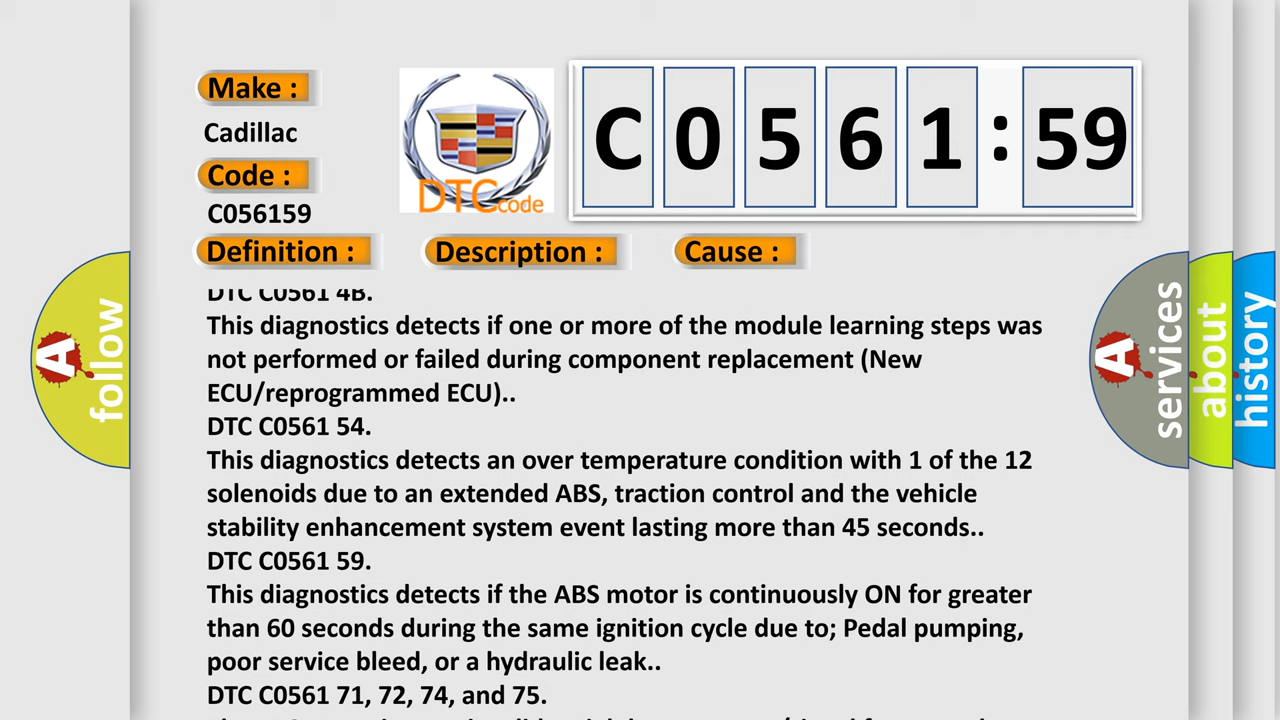 Make :
Cadillac
Code :
C056159
DTC code
C0561:59
Definition :
Description :
Cause :
DTC C0561 4B.
This diagnostics detects if one or more of the module learning steps was
not performed or failed during component replacement (New
ECU/reprogrammed ECU)..
DTC C0561 54.
This diagnostics detects an over temperature condition with 1 of the 12
solenoids due to an extended ABS, traction control and the vehicle
stability enhancement system event lasting more than 45 seconds..
DTC C0561 59.
This diagnostics detects if the ABS motor is continuously ON for greater
than 60 seconds during the same ignition cycle due to; Pedal pumping,
poor service bleed, or a hydraulic leak..
DTC C0561 71, 72, 74, and 75.
A follow
A services
about
history